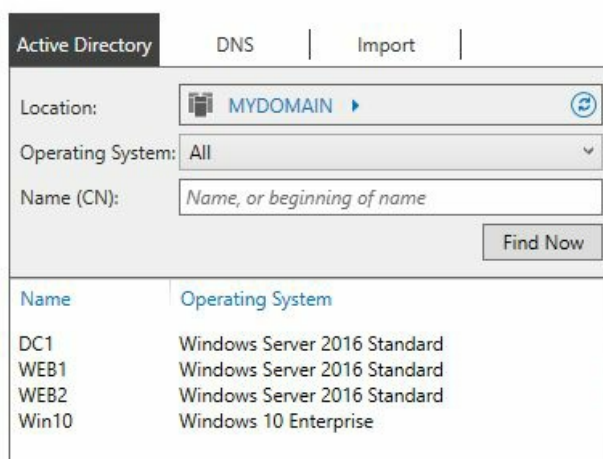 Active Directory DNS Import
Location: MYDOMAIN
Operating System: All
Name (CN): Name, or beginning of name
Find Now
Name Operating System
DC1 Windows Server 2016 Standard
WEB1 Windows Server 2016 Standard
WEB2 Windows Server 2016 Standard
Win10 Windows 10 Enterprise